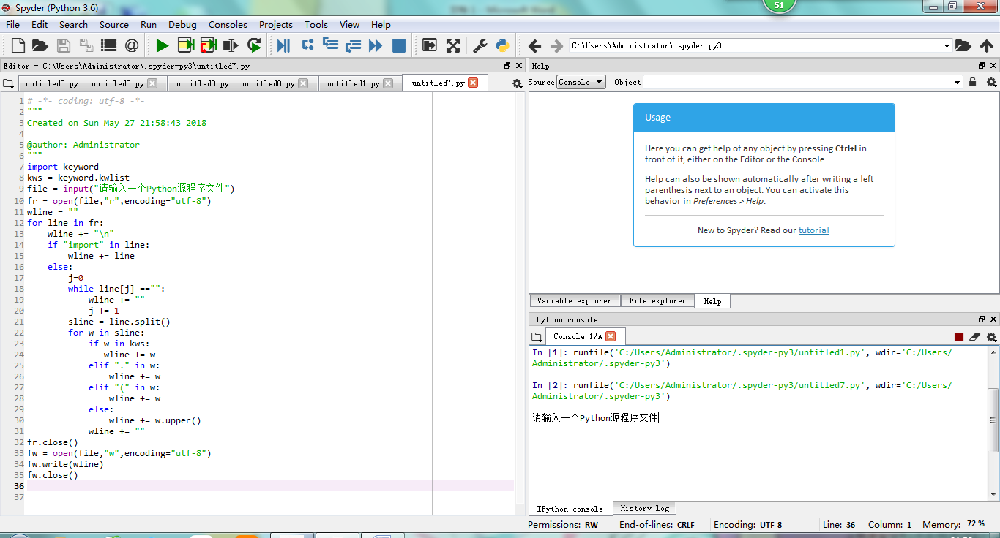 Spyder (Python 3.6)
51
File Edit Search Source Run Debug Consoles Projects Tools View Help
C:\Users\Administrator\.spyder-py3
Editor - C:\Users\Administrator\.spyder-py3\untitled7.py
untitled0.py - untitled0.py untitled0.py - untitled0.py untitled1.py untitled7.py
1 # -*- coding: utf-8 -*-
2 """
3 Created on Sun May 27 21:58:43 2018
4
5 @author: Administrator
6 """
7 import keyword
8 kws = keyword.kwlist
9 file = input("请输入一个Python源程序文件")
10 fr = open(file,"r",encoding="utf-8")
11 wline = ""
12 for line in fr:
13     wline += "\n"
14     if "import" in line:
15         wline += line
16     else:
17         j=0
18         while line[j] =="":
19             wline += ""
20             j += 1
21         sline = line.split()
22         for w in sline:
23             if w in kws:
24                wline += w
25             elif "." in w:
26                 wline += w
27             elif "(" in w:
28                 wline += w
29             else:
30                 wline += w.upper()
31             wline += ""
32 fr.close()
33 fw = open(file,"w",encoding="utf-8")
34 fw.write(wline)
35 fw.close()
36
37
Help
Source Console Object
Usage
Here you can get help of any object by pressing Ctrl+I in
front of it, either on the Editor or the Console.
Help can also be shown automatically after writing a left
parenthesis next to an object. You can activate this
behavior in Preferences > Help.
New to Spyder? Read our tutorial
Variable explorer File explorer Help
IPython console
Console 1/A
In [1]: runfile('C:/Users/Administrator/.spyder-py3/untitled1.py', wdir='C:/Users/
Administrator/.spyder-py3')
In [2]: runfile('C:/Users/Administrator/.spyder-py3/untitled7.py', wdir='C:/Users/
Administrator/.spyder-py3')
请输入一个Python源程序文件
IPython console History log
Permissions: RW End-of-lines: CRLF Encoding: UTF-8 Line: 36 Column: 1 Memory: 72 %